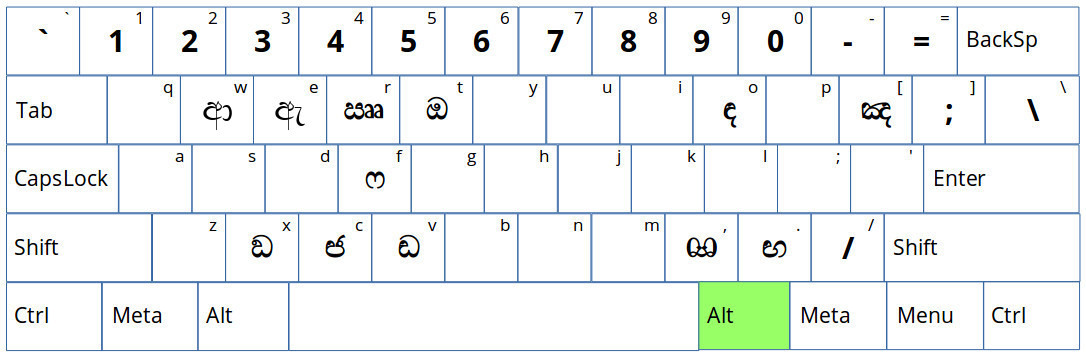 ` 1 2 3 4 5 6 7 8 9 0 - =
` 1 2 3 4 5 6 7 8 9 0 - = BackSp
q w e r t y u i o p [ ] \
Tab ආ ඈ ඎ ඔ ඳ ඥ ; \
a s d f g h j k l ; '
CapsLock ෆ Enter
z x c v b n m , . /
Shift ඞ ඦ ඬ ඏ ඟ / Shift
Ctrl Meta Alt Alt Meta Menu Ctrl